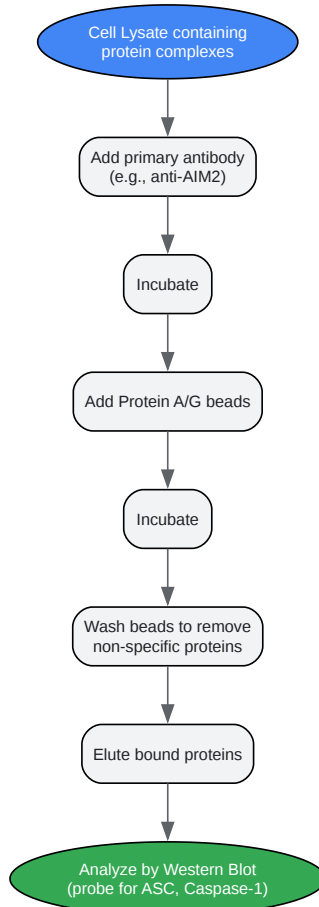 Cell Lysate containing
protein complexes
Add primary antibody
(e.g., anti-AIM2)
Incubate
Add Protein A/G beads
Incubate
Wash beads to remove
non-specific proteins
Elute bound proteins
Analyze by Western Blot
(probe for ASC, Caspase-1)